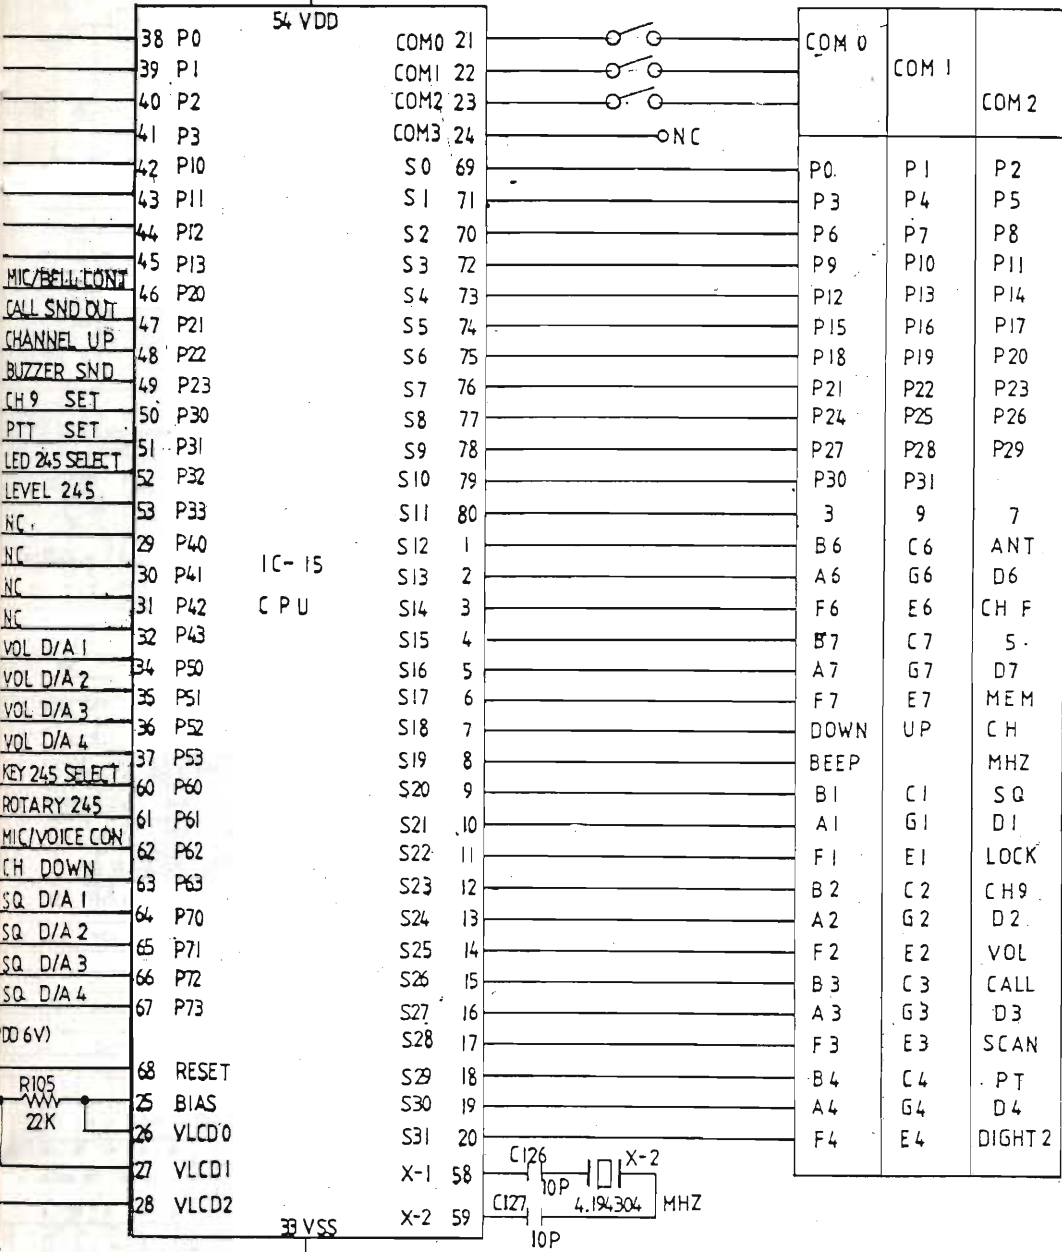 54 VDD
38 P0 COM0 21 COM 0
39 P1 COM1 22 COM 1
40 P2 COM2 23 COM 2
41 P3 COM3 24 NC
42 P10 S0 69 P0. P1 P2
43 P11 S1 71 P3 P4 P5
44 P12 S2 70 P6 P7 P8
45 P13 S3 72 P9 P10 P11
MIC/BELL CONT 46 P20 S4 73 P12 P13 P14
CALL SND OUT 47 P21 S5 74 P15 P16 P17
CHANNEL UP 48 P22 S6 75 P18 P19 P20
BUZZER SND 49 P23 S7 76 P21 P22 P23
CH9 SET 50 P30 S8 77 P24 P25 P26
PTT SET 51 P31 S9 78 P27 P28 P29
LED 245 SELECT 52 P32 S10 79 P30 P31
LEVEL 245 53 P33 S11 80 3 9 7
NC. 29 P40 S12 1 B6 C6 ANT
NC 30 P41 IC-15 S13 2 A6 G6 D6
NC 31 P42 CPU S14 3 F6 E6 CH F
NC 32 P43 S15 4 B7 C7 5
VOL D/A 1 34 P50 S16 5 A7 G7 D7
VOL D/A 2 35 P51 S17 6 F7 E7 MEM
VOL D/A 3 36 P52 S18 7 DOWN UP CH
VOL D/A 4 37 P53 S19 8 BEEP MHZ
KEY 245 SELECT 60 P60 S20 9 B1 C1 SQ
ROTARY 245 61 P61 S21 10 A1 G1 D1
MIC/VOICE CON 62 P62 S22 11 F1 E1 LOCK
CH DOWN 63 P63 S23 12 B2 C2 CH9
SQ D/A 1 64 P70 S24 13 A2 G2 D2
SQ D/A 2 65 P71 S25 14 F2 E2 VOL
SQ D/A 3 66 P72 S26 15 B3 C3 CALL
SQ D/A 4 67 P73 S27 16 A3 G3 D3
DD 6V) S28 17 F3 E3 SCAN
68 RESET S29 18 B4 C4 PT
R105 22K 25 BIAS S30 19 A4 G4 D4
26 VLCD0 S31 20 F4 E4 DIGHT 2
27 VLCD1 X-1 58 C126 10P X-2
28 VLCD2 X-2 59 C127 10P 4.194304 MHZ
33 VSS